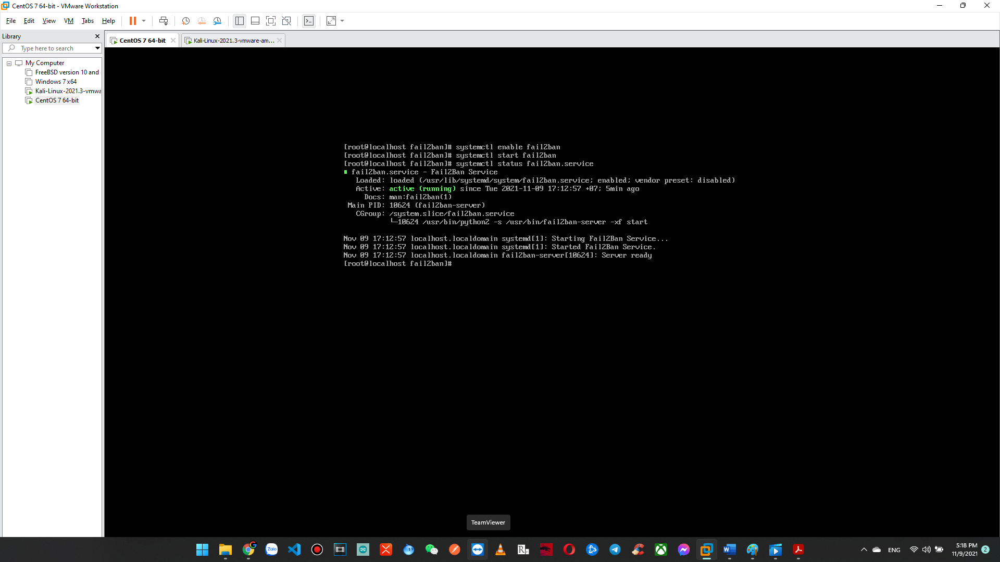 CentOS 7 64-bit - VMware Workstation
File Edit View VM Tabs Help
Library
CentOS 7 64-bit
Kali-Linux-2021.3-vmware-am...
Type here to search
My Computer
FreeBSD version 10 and
Windows 7 x64
Kali-Linux-2021.3-vmwa
CentOS 7 64-bit
[root@localhost fail2ban]# systemctl enable fail2ban
[root@localhost fail2ban]# systemctl start fail2ban
[root@localhost fail2ban]# systemctl status fail2ban.service
fail2ban.service - Fail2Ban Service
Loaded: loaded (/usr/lib/systemd/system/fail2ban.service; enabled; vendor preset: disabled)
Active: active (running) since Tue 2021-11-09 17:12:57 +07; 5min ago
Docs: man:fail2ban(1)
Main PID: 10624 (fail2ban-server)
CGroup: /system.slice/fail2ban.service
└─10624 /usr/bin/python2 -s /usr/bin/fail2ban-server -xf start
Nov 09 17:12:57 localhost.localdomain systemd[1]: Starting Fail2Ban Service...
Nov 09 17:12:57 localhost.localdomain systemd[1]: Started Fail2Ban Service.
Nov 09 17:12:57 localhost.localdomain fail2ban-server[10624]: Server ready
[root@localhost fail2ban]#
TeamViewer
Zalo
ENG
5:18 PM
11/9/2021
2